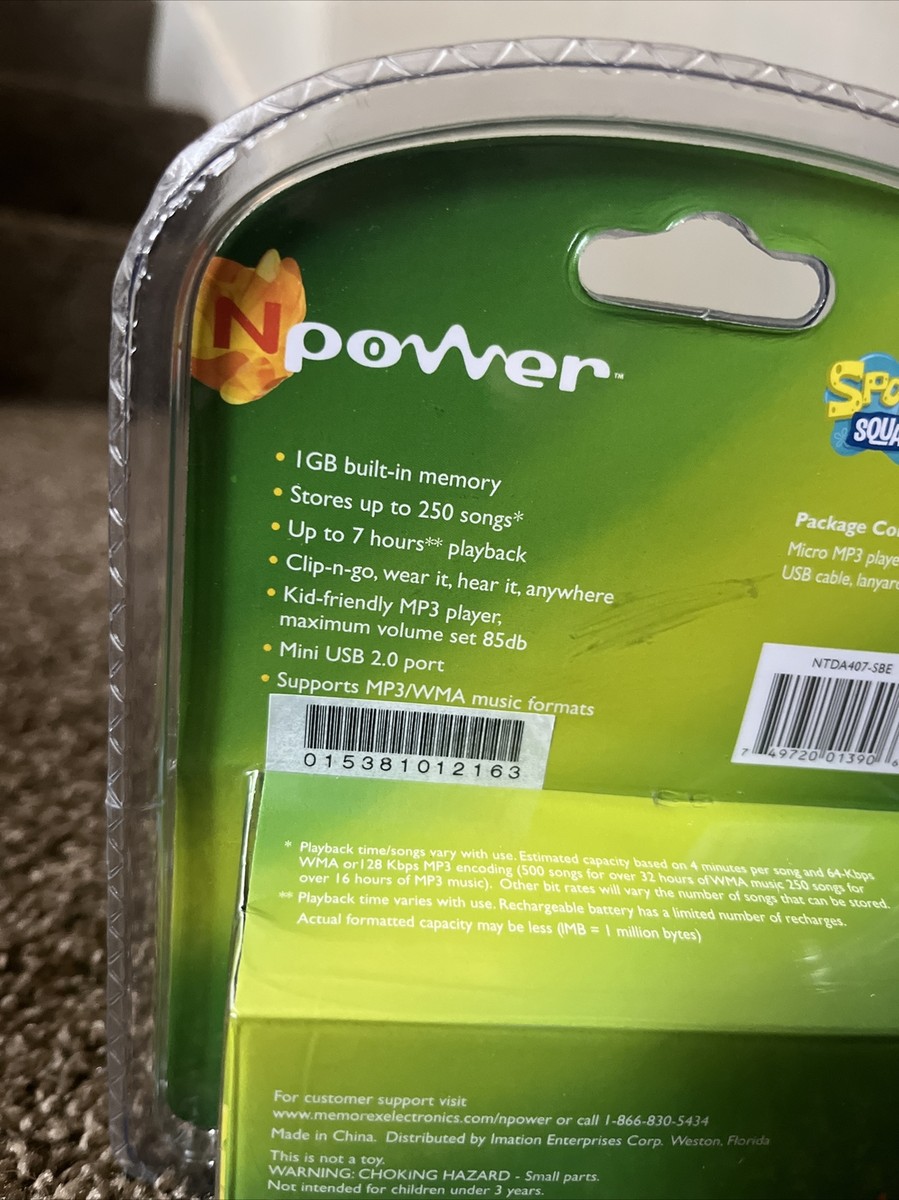 Npower™
SPO
SQUA
• 1GB built-in memory
• Stores up to 250 songs*
• Up to 7 hours** playback
• Clip-n-go, wear it, hear it, anywhere
• Kid-friendly MP3 player,
maximum volume set 85db
• Mini USB 2.0 port
• Supports MP3/WMA music formats
Package Co
Micro MP3 playe
USB cable, lanyar
NTDA407-SBE
7 49720 01390 6
015381012163
* Playback time/songs vary with use. Estimated capacity based on 4 minutes per song and 64-Kbps
WMA or128 Kbps MP3 encoding (500 songs for over 32 hours of WMA music 250 songs for
over 16 hours of MP3 music). Other bit rates will vary the number of songs that can be stored.
** Playback time varies with use. Rechargeable battery has a limited number of recharges.
Actual formatted capacity may be less (IMB = 1 million bytes)
For customer support visit
www.memorexelectronics.com/npower or call 1-866-830-5434
Made in China. Distributed by Imation Enterprises Corp. Weston, Florida
This is not a toy.
WARNING: CHOKING HAZARD - Small parts.
Not intended for children under 3 years.